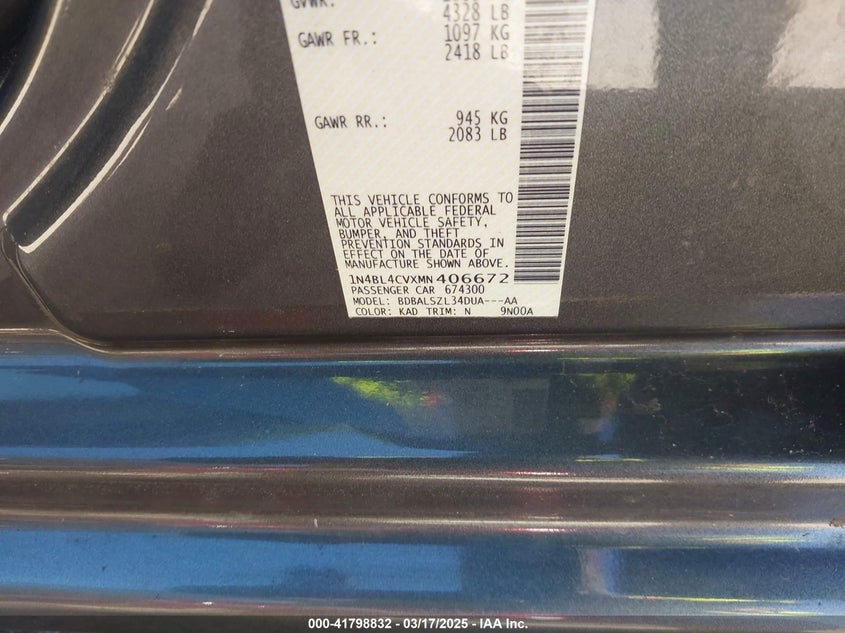 GVWR:
4328 LB
GAWR FR.: 1097 KG
2418 LB
GAWR RR.: 945 KG
2083 LB
THIS VEHICLE CONFORMS TO
ALL APPLICABLE FEDERAL
MOTOR VEHICLE SAFETY,
BUMPER, AND THEFT
PREVENTION STANDARDS IN
EFFECT ON THE DATE OF
MANUFACTURE SHOWN ABOVE.
1N4BL4CVXMN406672
PASSENGER CAR 674300
MODEL: BDBALSZL34DUA---AA
COLOR: KAD TRIM: N 9N00A
000-41798832 — 03/17/2025 — IAA Inc.